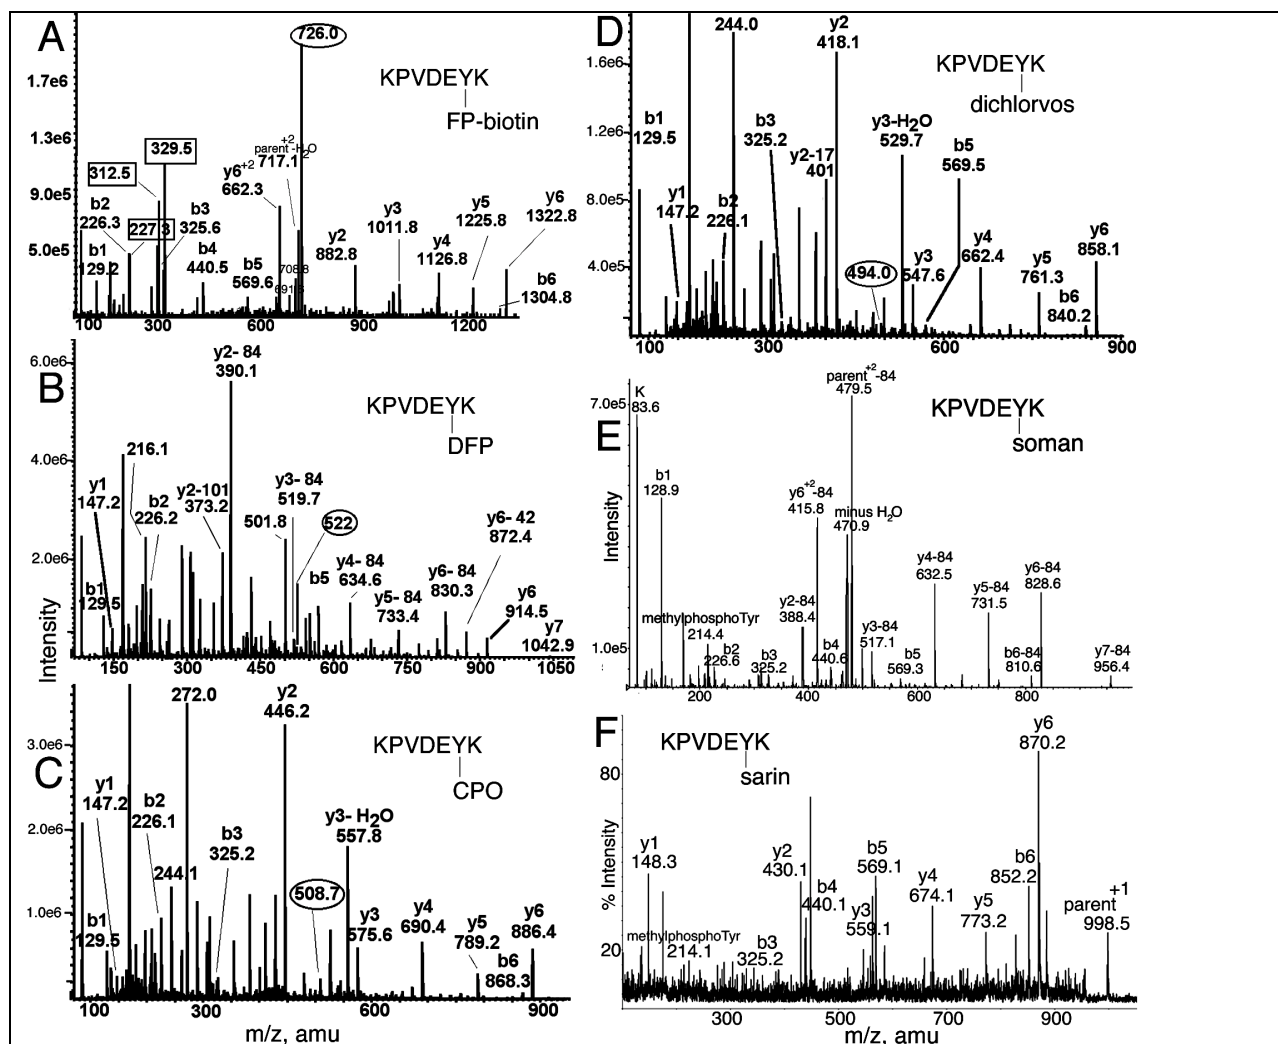 A
726.0
1.7e6
KPVDEYK
FP-biotin
1.3e6
329.5
+2
parent -H2O
717.1
312.5
y6+2
662.3
9.0e5
b2
226.3
227.3
b3
325.6
y3
1011.8
y5
1225.8
y6
1322.8
5.0e5
b1
129.2
b4
440.5
b5
569.6
708.8
y2
882.8
y4
1126.8
b6
1304.8
100 300 600 900 1200
B
6.0e6
y2- 84
390.1
KPVDEYK
DFP
216.1
4.0e6
y1
147.2
b2
226.2
y2-101
373.2
y3- 84
519.7
501.8
522
y6- 42
872.4
2.0e6
b1
129.5
b5
y4- 84
634.6
y5- 84
733.4
y6- 84
830.3
y6
914.5
y7
1042.9
150 300 450 600 750 900 1050
Intensity
C
272.0
y2
446.2
KPVDEYK
CPO
3.0e6
y1
147.2
b2
226.1
b3
325.2
y3- H2O
557.8
2.0e6
244.1
508.7
1.0e6
b1
129.5
y3
575.6
y4
690.4
y5
789.2
b6
868.3
y6
886.4
100 300 600 900
m/z, amu
D
244.0
y2
418.1
KPVDEYK
dichlorvos
1.6e6
b1
129.5
b3
325.2
y3-H2O
529.7
b5
569.5
1.2e6
y2-17
401
8.0e5
y1
147.2
b2
226.1
494.0
y3
547.6
y4
662.4
y5
761.3
b6
840.2
y6
858.1
4.0e5
100 300 600 900
E
parent+2-84
479.5
K
83.6
7.0e5
KPVDEYK
soman
b1
128.9
y6+2-84
415.8
minus H2O
470.9
Intensity
methylphosphoTyr
214.4
y2-84
388.4
y4-84
632.5
y5-84
731.5
y6-84
828.6
1.0e5
b2
226.6
b3
325.2
b4
440.6
y3-84
517.1
b5
569.3
b6-84
810.6
y7-84
956.4
200 400 600 800
F
KPVDEYK
sarin
y6
870.2
80
y1
148.3
y2
430.1
b4
440.1
b5
569.1
y3
559.1
y4
674.1
b6
852.2
y5
773.2
parent+1
998.5
% Intensity
methylphosphoTyr
214.1
b3
325.2
20
300 500 700 900
m/z, amu